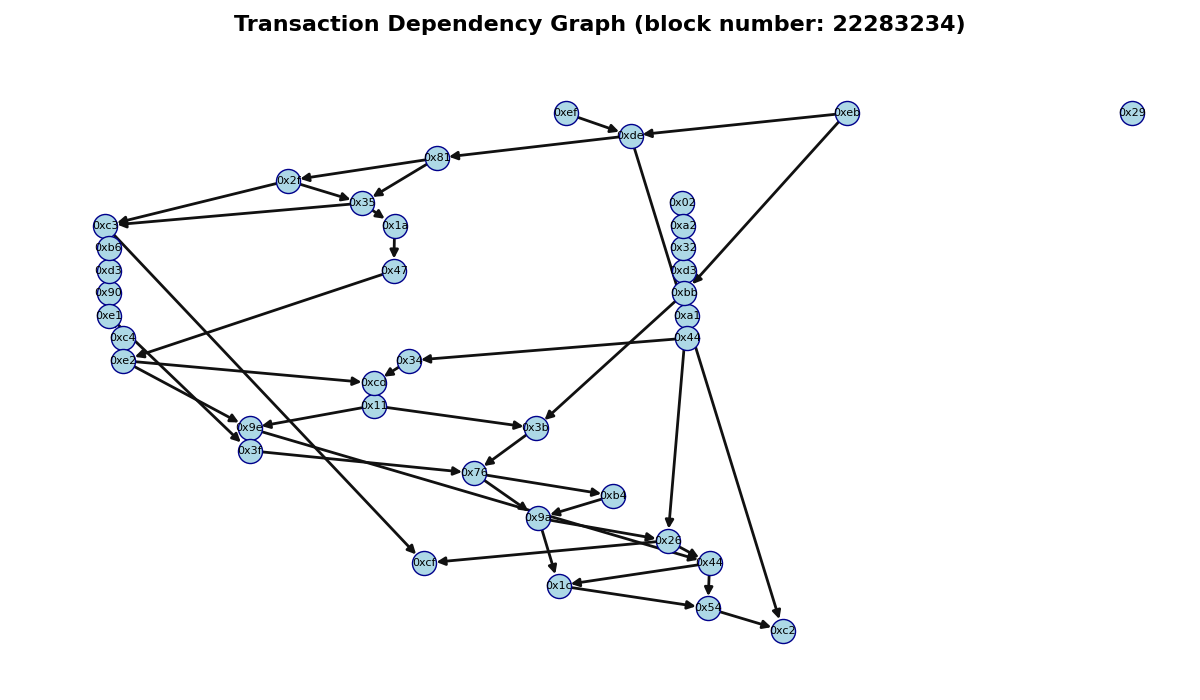 Transaction Dependency Graph (block number: 22283234)
0xef
0xeb
0x29
0xde
0x81
0x2f
0x35
0x02
0xc3
0x1a
0xa2
0xb6
0x32
0xd3
0x47
0xd3
0x90
0xbb
0xe1
0xa1
0xc4
0x44
0xe2
0x34
0xcd
0x11
0x9e
0x3b
0x3f
0x76
0xb4
0x9a
0x26
0xcf
0x44
0x1c
0x54
0xc2